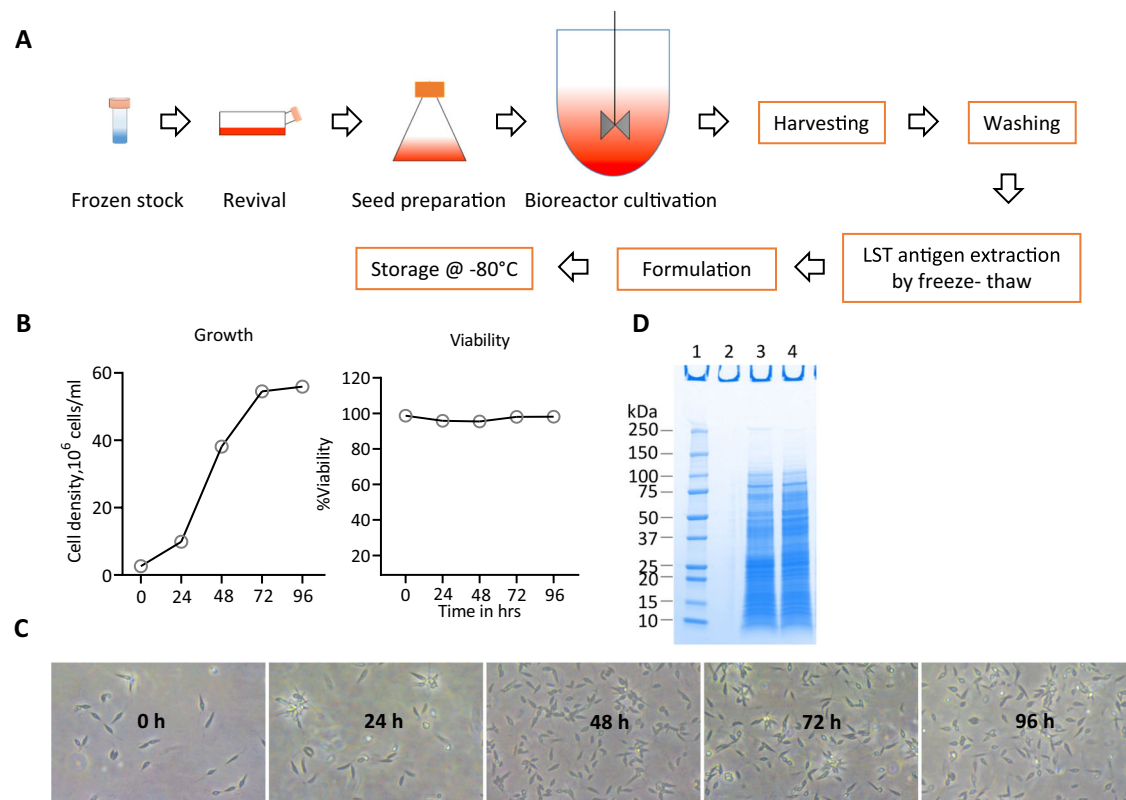 A
Frozen stock
Revival
Seed preparation
Bioreactor cultivation
Harvesting
Washing
LST antigen extraction
by freeze- thaw
Formulation
Storage @ -80°C
B
Growth
Cell density,10⁶ cells/ml
60
40
20
0
0 24 48 72 96
Viability
%Viability
120
100
80
60
40
20
0 24 48 72 96
Time in hrs
D
1 2 3 4
kDa
250
150
100
75
50
37
25
20
15
10
C
0 h
24 h
48 h
72 h
96 h